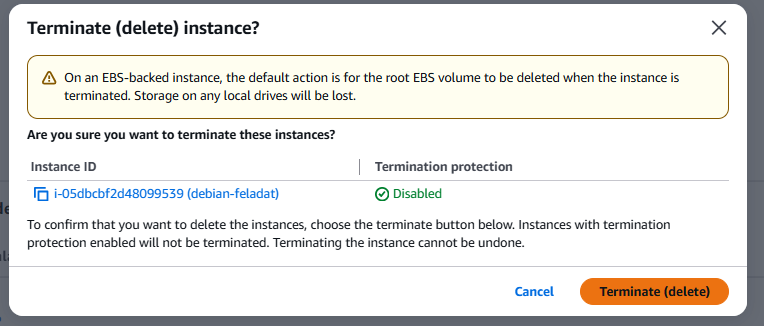 Terminate (delete) instance?
On an EBS-backed instance, the default action is for the root EBS volume to be deleted when the instance is
terminated. Storage on any local drives will be lost.
Are you sure you want to terminate these instances?
Instance ID
Termination protection
i-05dbcbf2d48099539 (debian-feladat)
Disabled
To confirm that you want to delete the instances, choose the terminate button below. Instances with termination
protection enabled will not be terminated. Terminating the instance cannot be undone.
Cancel
Terminate (delete)